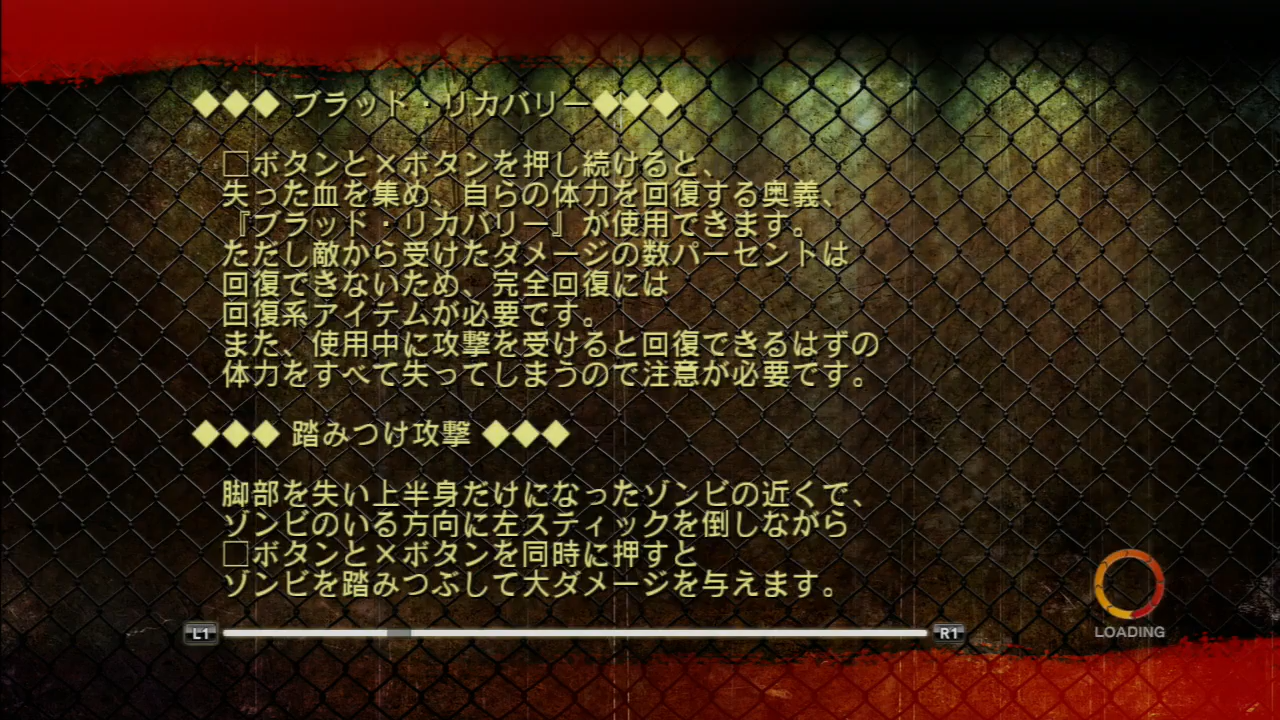 ◆◆◆ ブラッド・リカバリー◆◆◆
□ボタンと×ボタンを押し続けると、
失った血を集め、自らの体力を回復する奥義、
『ブラッド・リカバリー』が使用できます。
ただし敵から受けたダメージの数パーセントは
回復できないため、完全回復には
回復系アイテムが必要です。
また、使用中に攻撃を受けると回復できるはずの
体力をすべて失ってしまうので注意が必要です。
◆◆◆ 踏みつけ攻撃 ◆◆◆
脚部を失い上半身だけになったゾンビの近くで、
ゾンビのいる方向に左スティックを倒しながら
□ボタンと×ボタンを同時に押すと
ゾンビを踏みつぶして大ダメージを与えます。
L1 R1
LOADING